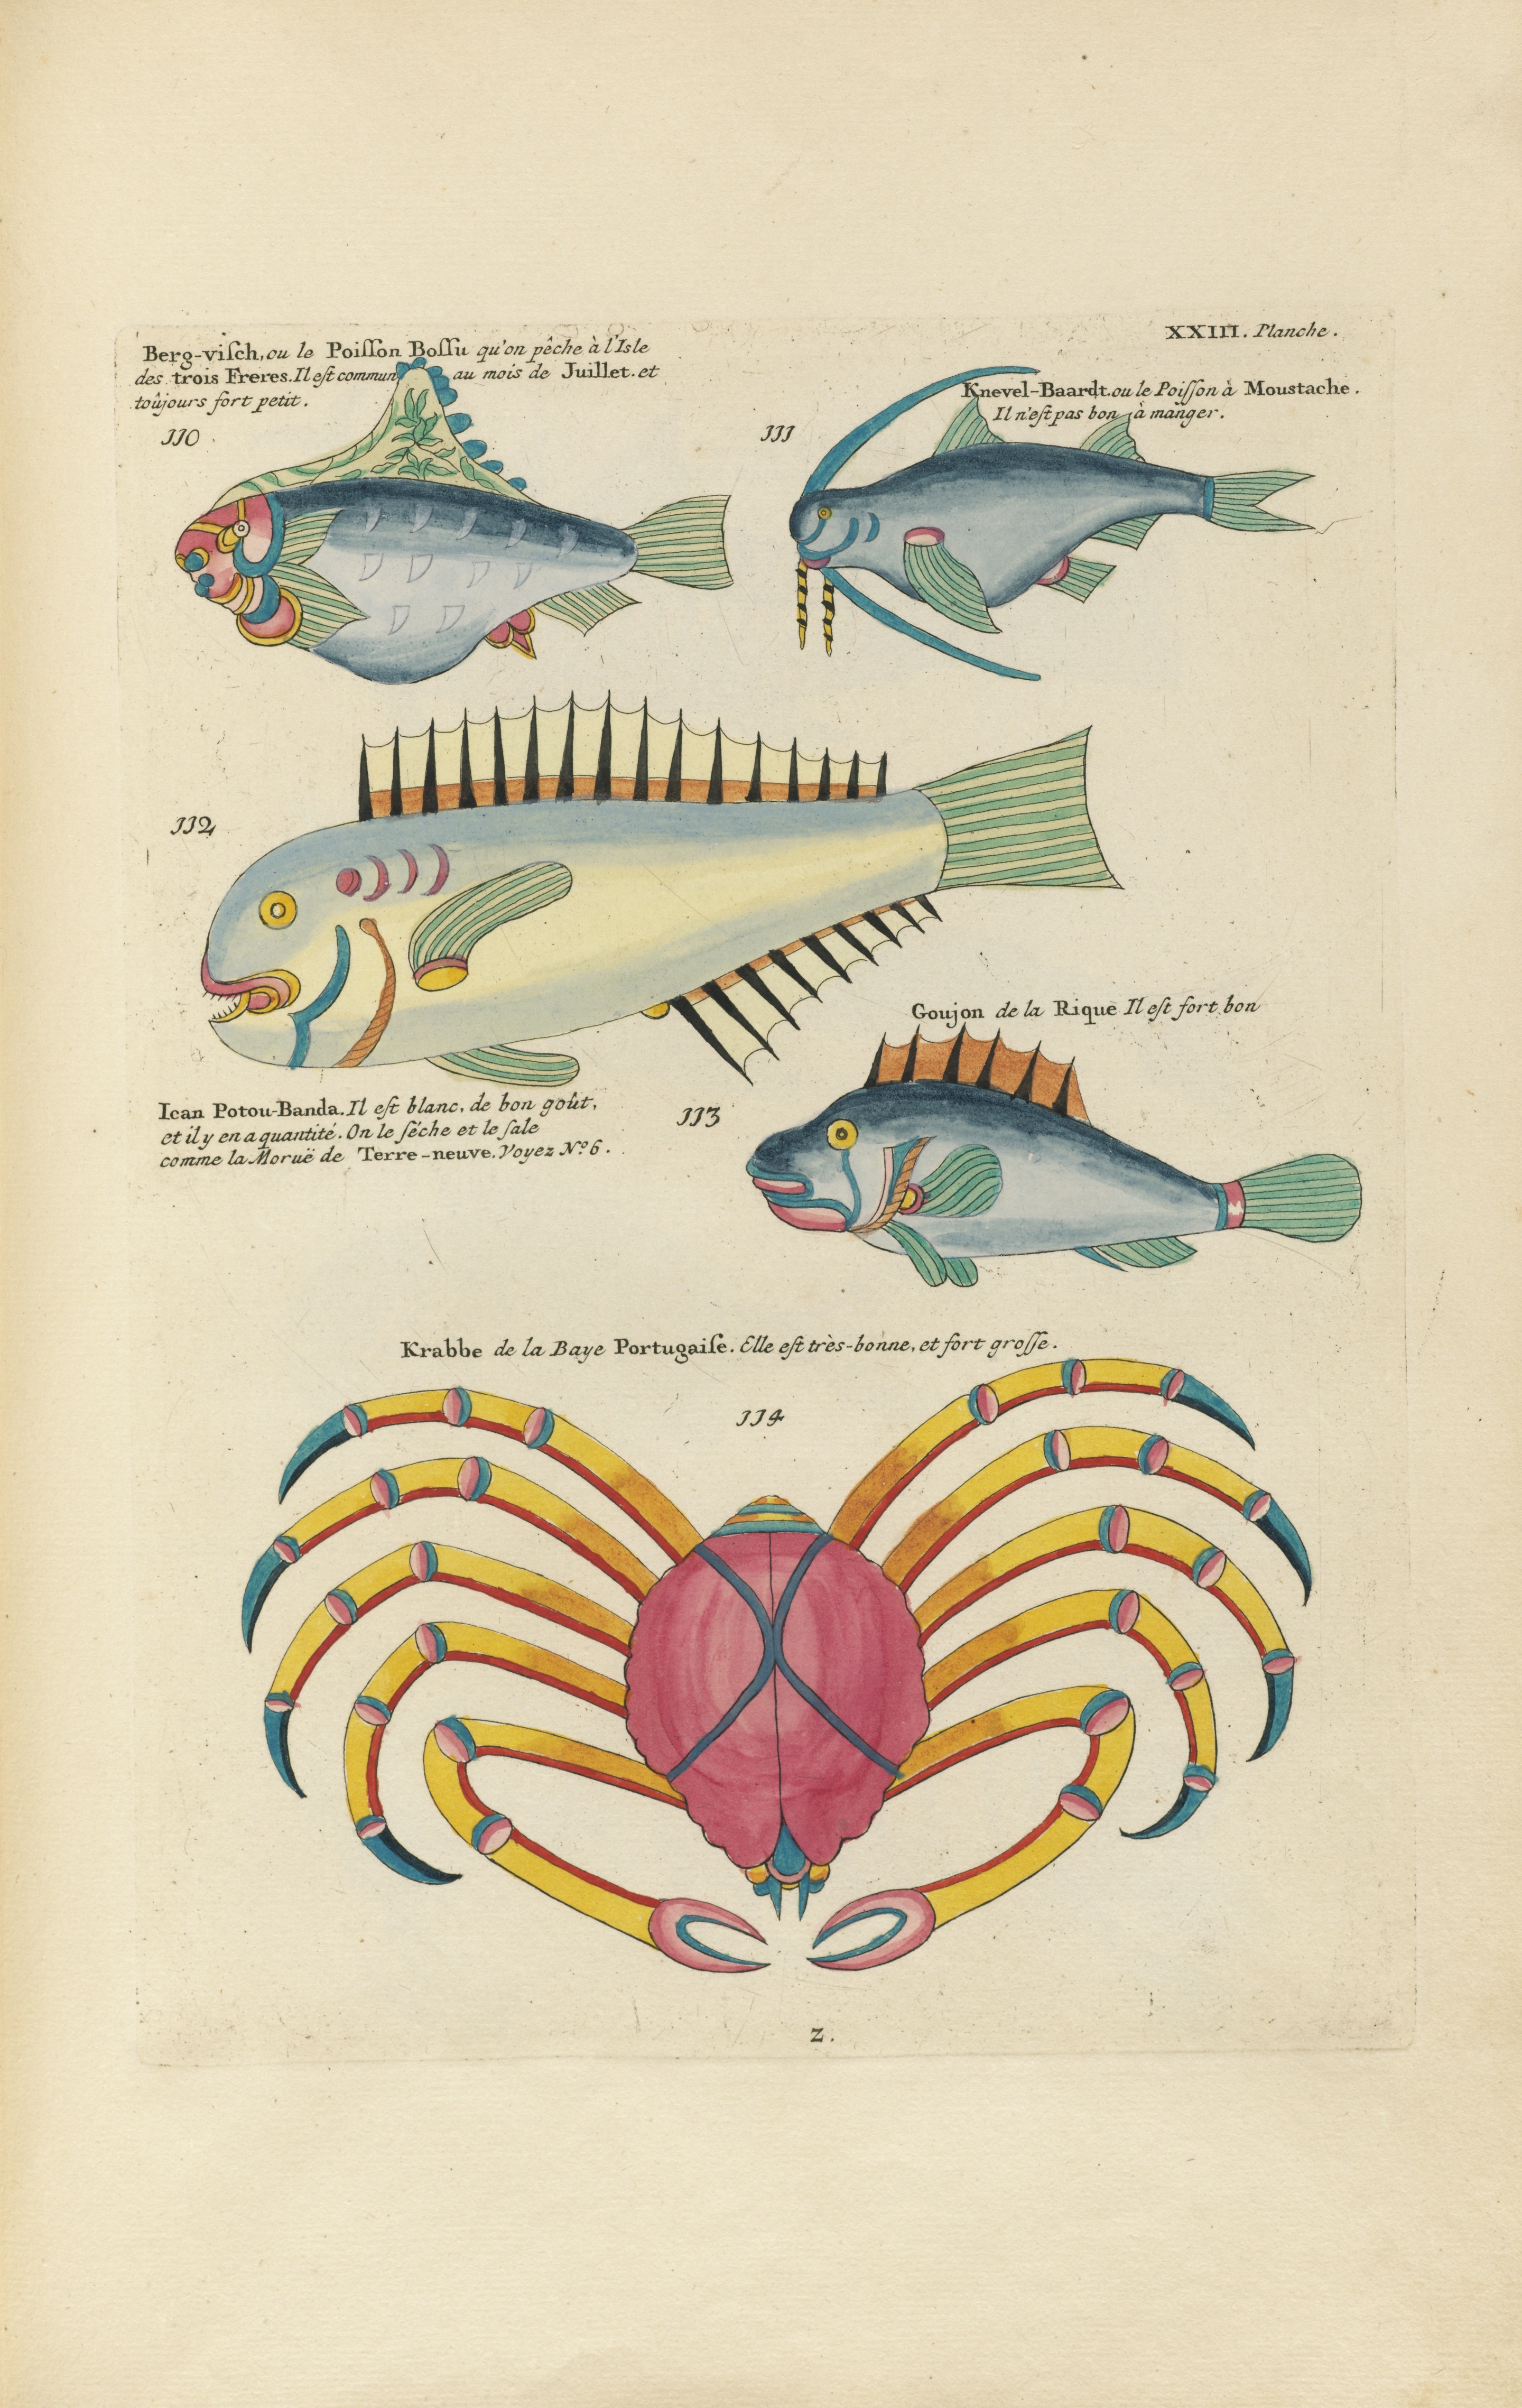 XXIII. Planche.
Berg-viſch, ou le Poiſſon Boſſu qu'on pêche à l'Isle
des trois Freres. Il eſt commun au mois de Juillet. et
toûjours fort petit.
110.
111
Knevel-Baardt. ou le Poiſſon à Moustache.
Il n'eſt pas bon à manger.
112
Goujon de la Rique Il eſt fort bon
Ican Potou-Banda. Il eſt blanc, de bon goût,
et il y en a quantité. On le ſéche et le ſale
comme la Moruë de Terre-neuve. Voyez Nº 6.
113
Krabbe de la Baye Portugaiſe. Elle eſt très-bonne, et fort groſſe.
114
Z.